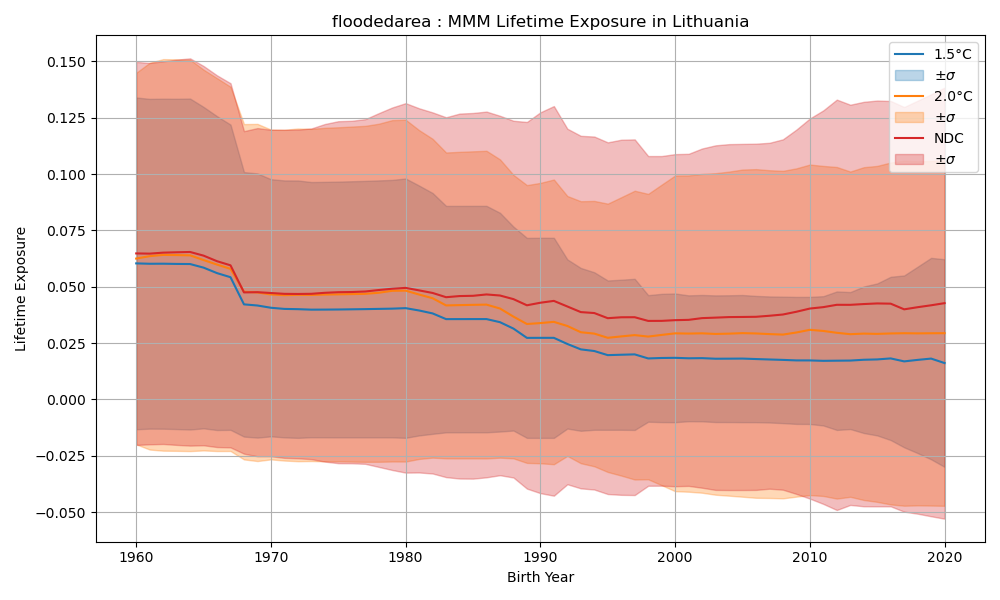 floodedarea : MMM Lifetime Exposure in Lithuania
0.150
0.125
0.100
0.075
0.050
0.025
0.000
−0.025
−0.050
Lifetime Exposure
1960
1970
1980
1990
2000
2010
2020
Birth Year
1.5°C
±σ
2.0°C
±σ
NDC
±σ